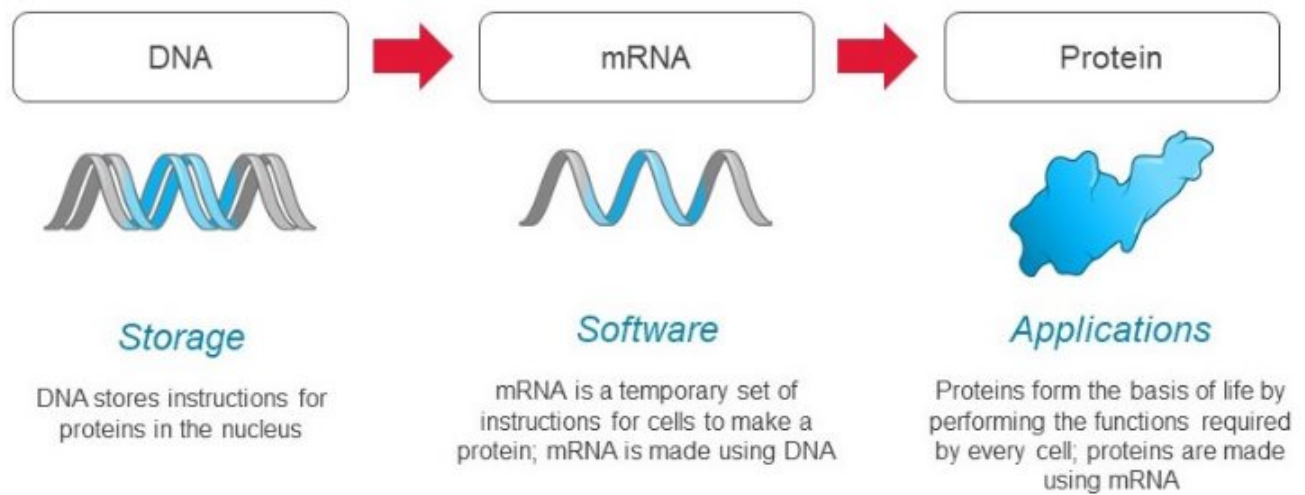 DNA
mRNA
Protein
Storage
DNA stores instructions for
proteins in the nucleus
Software
mRNA is a temporary set of
instructions for cells to make a
protein; mRNA is made using DNA
Applications
Proteins form the basis of life by
performing the functions required
by every cell; proteins are made
using mRNA